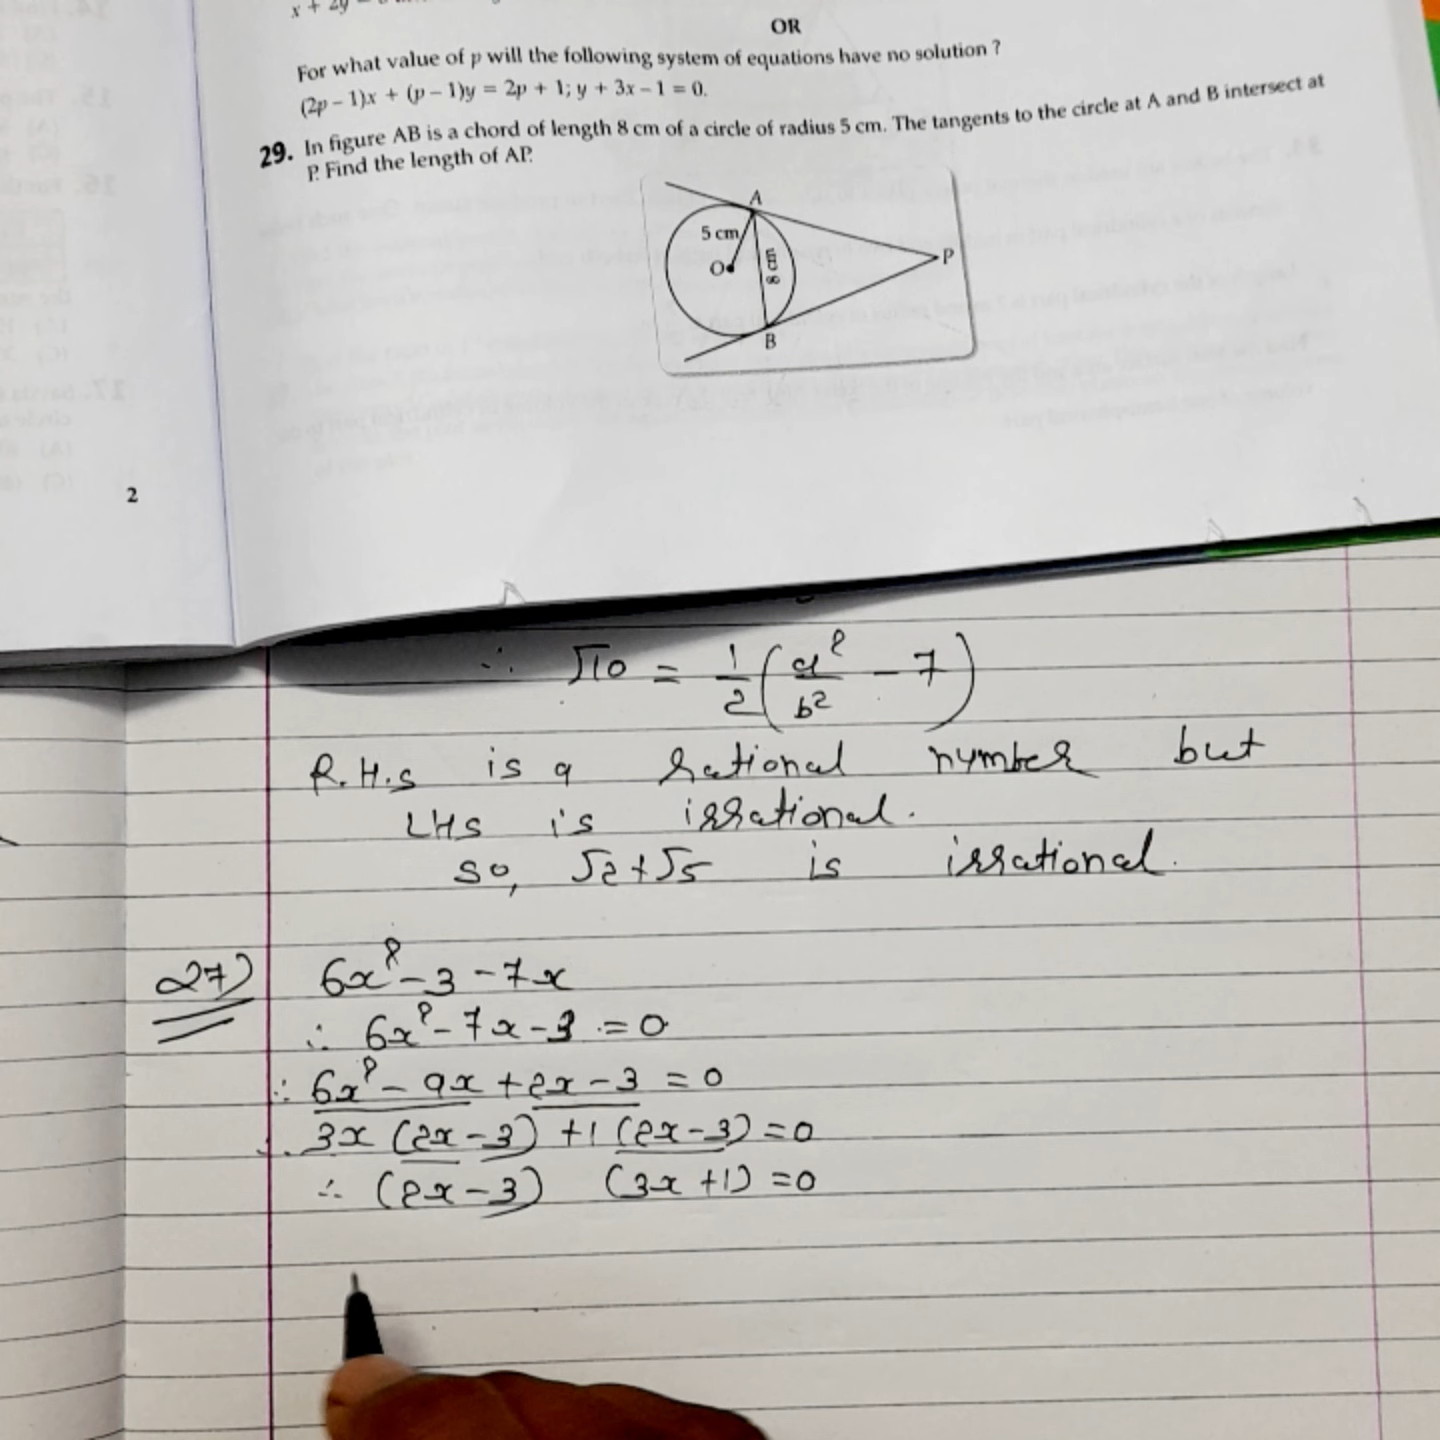 x + 2y
OR
For what value of p will the following system of equations have no solution ?
(2p – 1)x + (p – 1)y = 2p + 1; y + 3x – 1 = 0.
29. In figure AB is a chord of length 8 cm of a circle of radius 5 cm. The tangents to the circle at A and B intersect at
P. Find the length of AP.
A
5 cm
O
8 cm
P
B
2
∴ √10 = 1/2 (a²/b² - 7)
R.H.S is a rational number but
LHS is irrational.
so, √2+√5 is irrational.
27) 6x² - 3 - 7x
∴ 6x² - 7x - 3 = 0
∴ 6x² - 9x + 2x - 3 = 0
∴ 3x (2x - 3) + 1 (2x - 3) = 0
∴ (2x - 3) (3x + 1) = 0